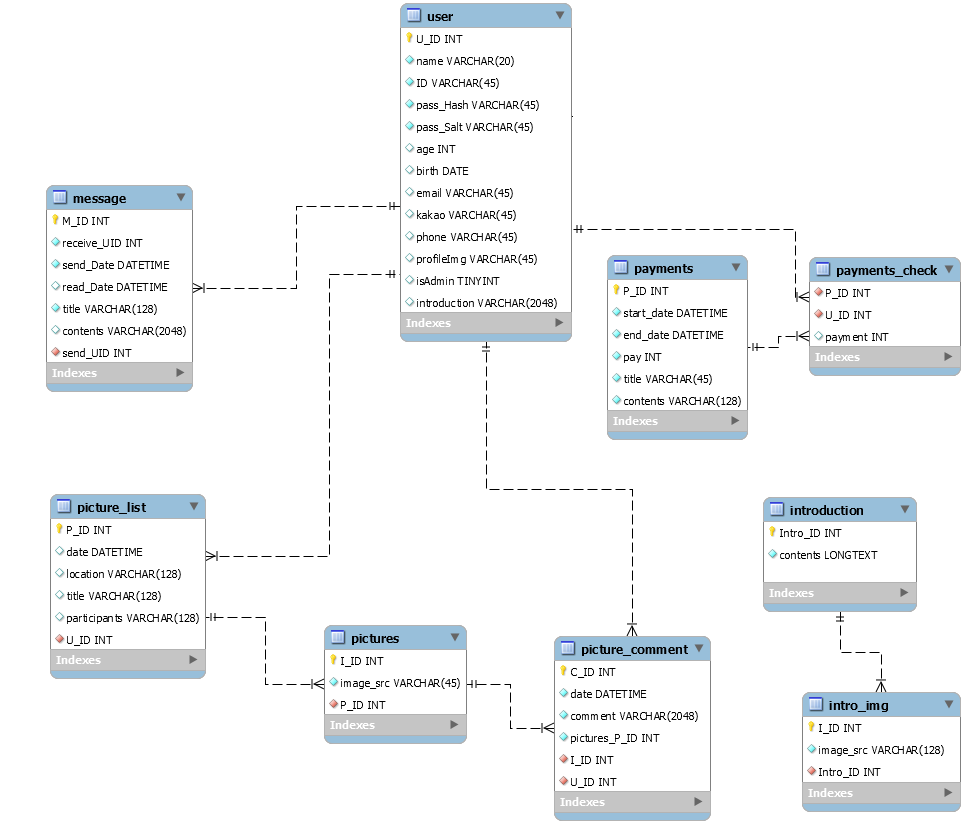 user
U_ID INT
name VARCHAR(20)
ID VARCHAR(45)
pass_Hash VARCHAR(45)
pass_Salt VARCHAR(45)
age INT
birth DATE
email VARCHAR(45)
kakao VARCHAR(45)
phone VARCHAR(45)
profileImg VARCHAR(45)
isAdmin TINYINT
introduction VARCHAR(2048)
Indexes
message
M_ID INT
receive_UID INT
send_Date DATETIME
read_Date DATETIME
title VARCHAR(128)
contents VARCHAR(2048)
send_UID INT
Indexes
payments
P_ID INT
start_date DATETIME
end_date DATETIME
pay INT
title VARCHAR(45)
contents VARCHAR(128)
Indexes
payments_check
P_ID INT
U_ID INT
payment INT
Indexes
picture_list
P_ID INT
date DATETIME
location VARCHAR(128)
title VARCHAR(128)
participants VARCHAR(128)
U_ID INT
Indexes
pictures
I_ID INT
image_src VARCHAR(45)
P_ID INT
Indexes
picture_comment
C_ID INT
date DATETIME
comment VARCHAR(2048)
pictures_P_ID INT
I_ID INT
U_ID INT
Indexes
introduction
Intro_ID INT
contents LONGTEXT
Indexes
intro_img
I_ID INT
image_src VARCHAR(128)
Intro_ID INT
Indexes